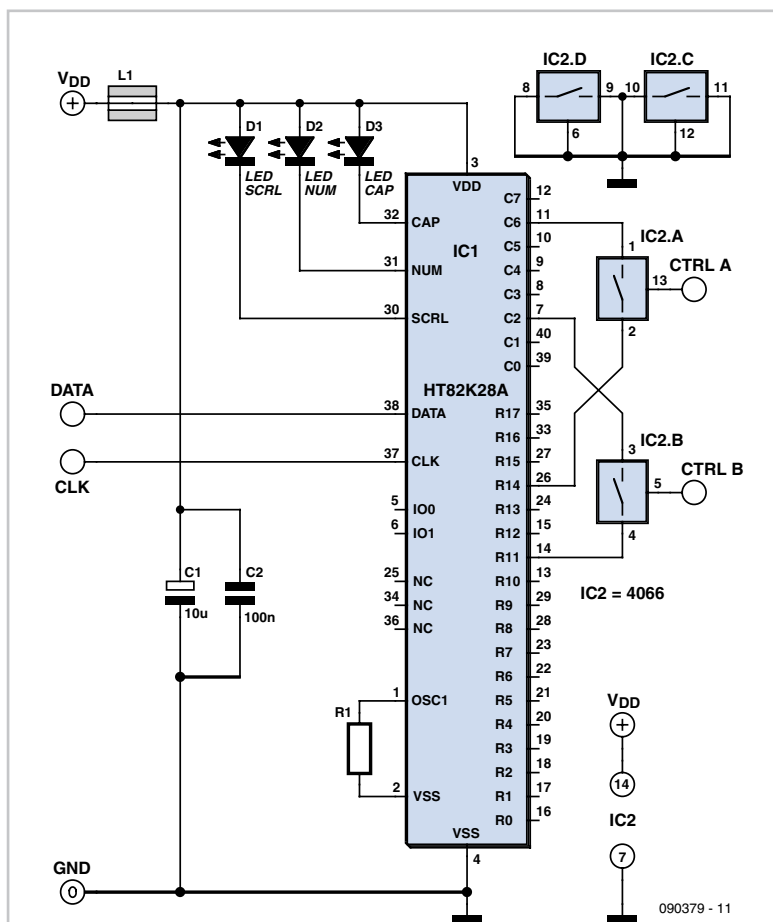 VDD
L1
D1
D2
D3
LED
SCRL
LED
NUM
LED
CAP
IC2.D
IC2.C
8
9
10
11
6
12
3
VDD
IC1
HT82K28A
32 CAP
31 NUM
30 SCRL
DATA
38 DATA
37 CLK
CLK
5 IO0
6 IO1
25 NC
34 NC
36 NC
1 OSC1
R1
2 VSS
VSS
4
C7 12
C6 11
C5 10
C4 9
C3 8
C2 7
C1 40
C0 39
R17 35
R16 33
R15 27
R14 26
R13 24
R12 15
R11 14
R10 13
R9 29
R8 28
R7 23
R6 22
R5 21
R4 20
R3 19
R2 18
R1 17
R0 16
IC2.A
1
13
CTRL A
2
IC2.B
3
5
CTRL B
4
IC2 = 4066
C1
10u
C2
100n
VDD
14
IC2
7
GND
0
090379 - 11